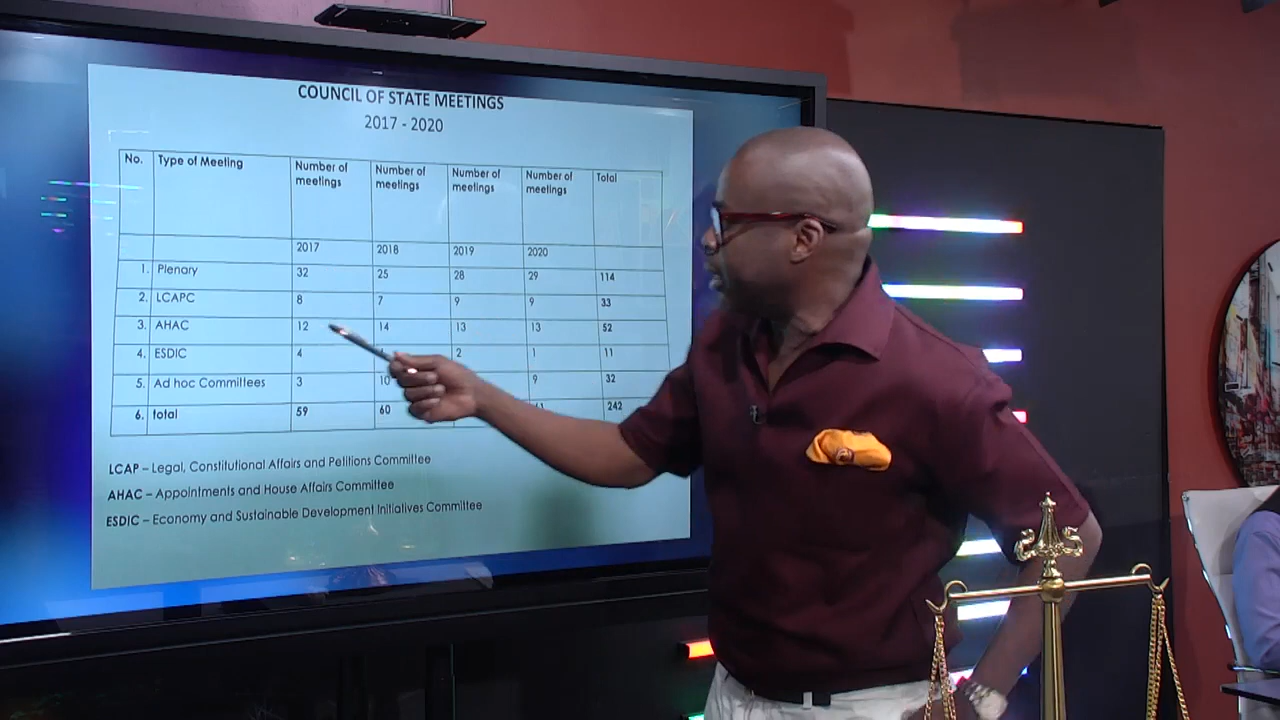 COUNCIL OF STATE MEETINGS
2017 - 2020
No. Type of Meeting Number of meetings Number of meetings Number of meetings Number of meetings Total
2017 2018 2019 2020
1. Plenary 32 25 28 29 114
2. LCAPC 8 7 9 9 33
3. AHAC 12 14 13 13 52
4. ESDIC 4 2 1 11
5. Ad hoc Committees 3 10 9 32
6. total 59 60 242
LCAP – Legal, Constitutional Affairs and Petitions Committee
AHAC – Appointments and House Affairs Committee
ESDIC – Economy and Sustainable Development Initiatives Committee